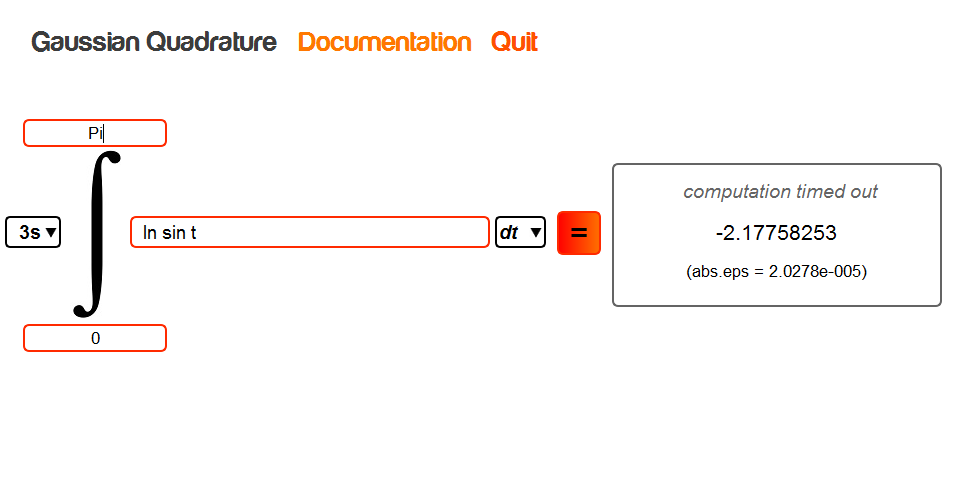 Gaussian Quadrature Documentation Quit
Pi
∫
3s ▼
ln sin t
dt ▼
=
computation timed out
-2.17758253
(abs.eps = 2.0278e-005)
0